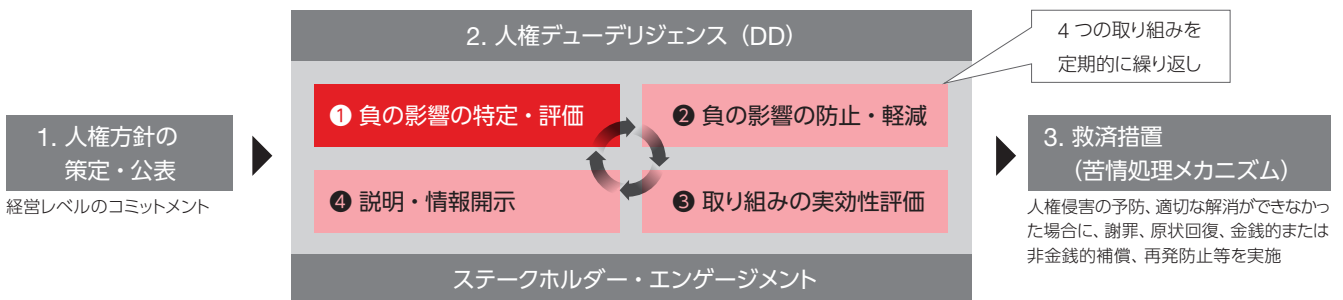 1. 人権方針の
策定・公表
経営レベルのコミットメント
2. 人権デューデリジェンス（DD）
4つの取り組みを
定期的に繰り返し
❶ 負の影響の特定・評価
❷ 負の影響の防止・軽減
❹ 説明・情報開示
❸ 取り組みの実効性評価
ステークホルダー・エンゲージメント
3. 救済措置
（苦情処理メカニズム）
人権侵害の予防、適切な解消ができなかっ
た場合に、謝罪、原状回復、金銭的または
非金銭的補償、再発防止等を実施